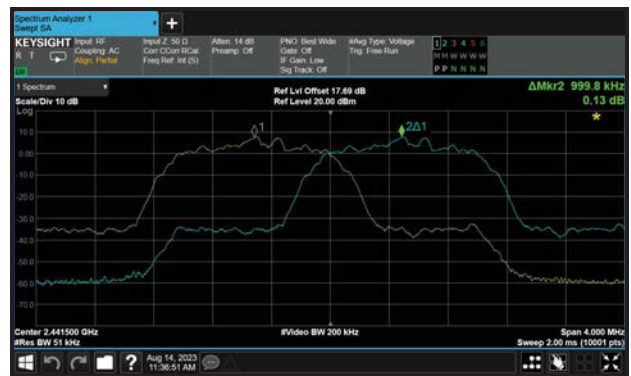 Spectrum Analyzer 1
Swept SA
KEYSIGHT Input: RF Input Z: 50 Ω Atten: 14 dB PNO: Best Wide #Avg Type: Voltage 1 2 3 4 5 6
R T Coupling: AC Corr CCorr RCal Preamp: Off Gate: Off Trig: Free Run M M W W W W
Align: Partial Freq Ref: Int (S) IF Gain: Low P P N N N N
Sig Track: Off
1 Spectrum Ref Lvl Offset 17.69 dB ΔMkr2 999.8 kHz
Scale/Div 10 dB Ref Level 20.00 dBm 0.13 dB
Log
10.0
0.00
-10.0
-20.0
-30.0
-40.0
-50.0
-60.0
-70.0
1
2Δ1
Center 2.441500 GHz #Video BW 200 kHz Span 4.000 MHz
#Res BW 51 kHz Sweep 2.00 ms (10001 pts)
? Aug 14, 2023
11:36:51 AM